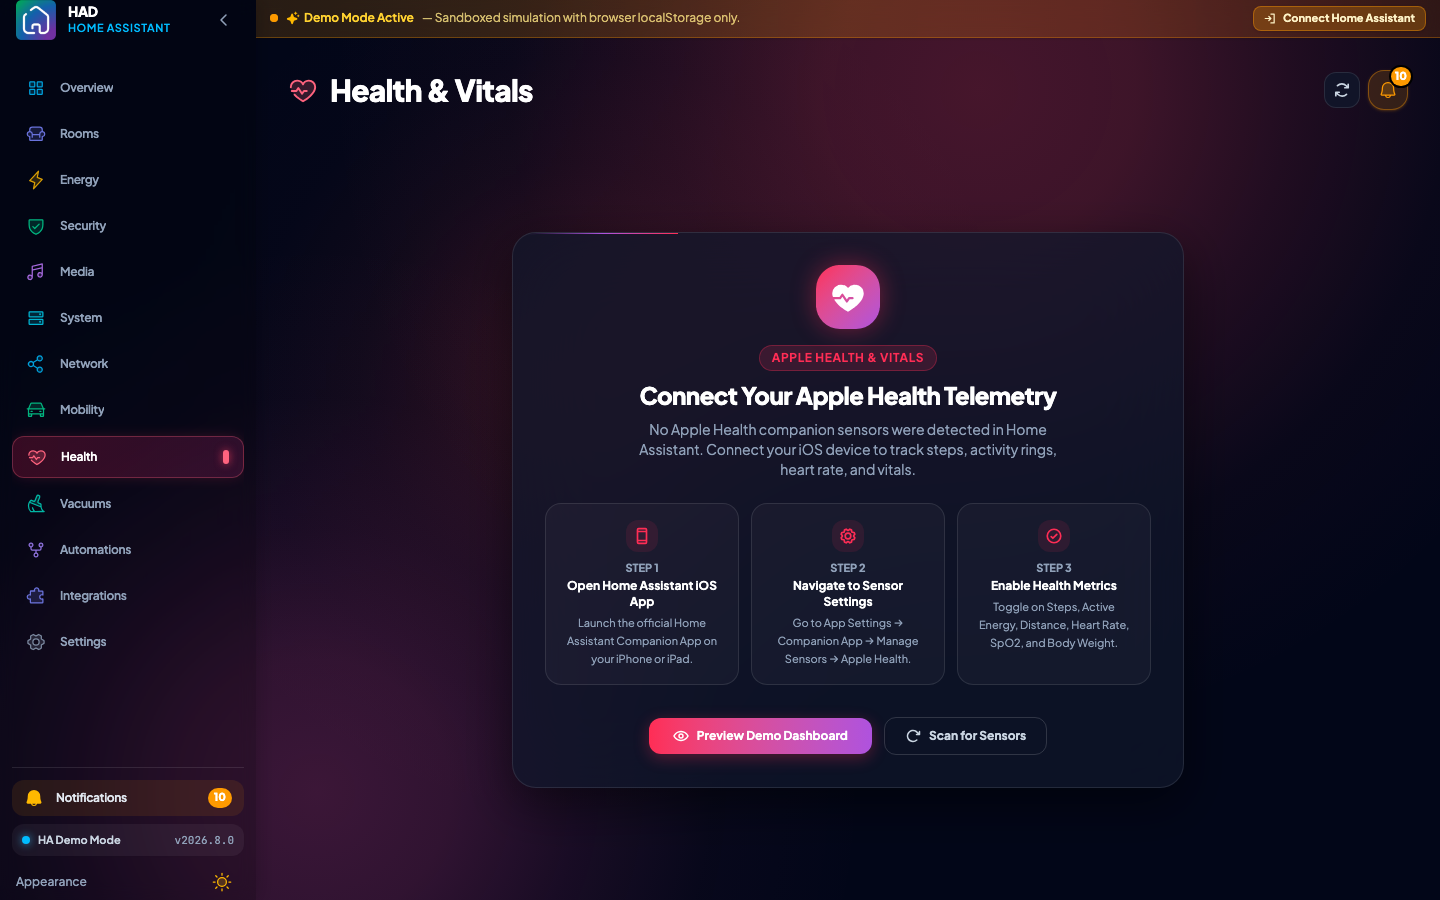 HAD
HOME ASSISTANT
Demo Mode Active — Sandboxed simulation with browser localStorage only.
Connect Home Assistant
Overview
Rooms
Energy
Security
Media
System
Network
Mobility
Health
Vacuums
Automations
Integrations
Settings
Notifications 10
HA Demo Mode v2026.8.0
Appearance
Health & Vitals
10
APPLE HEALTH & VITALS
Connect Your Apple Health Telemetry
No Apple Health companion sensors were detected in Home
Assistant. Connect your iOS device to track steps, activity rings,
heart rate, and vitals.
STEP 1
Open Home Assistant iOS
App
Launch the official Home
Assistant Companion App on
your iPhone or iPad.
STEP 2
Navigate to Sensor
Settings
Go to App Settings →
Companion App → Manage
Sensors → Apple Health.
STEP 3
Enable Health Metrics
Toggle on Steps, Active
Energy, Distance, Heart Rate,
SpO2, and Body Weight.
Preview Demo Dashboard
Scan for Sensors